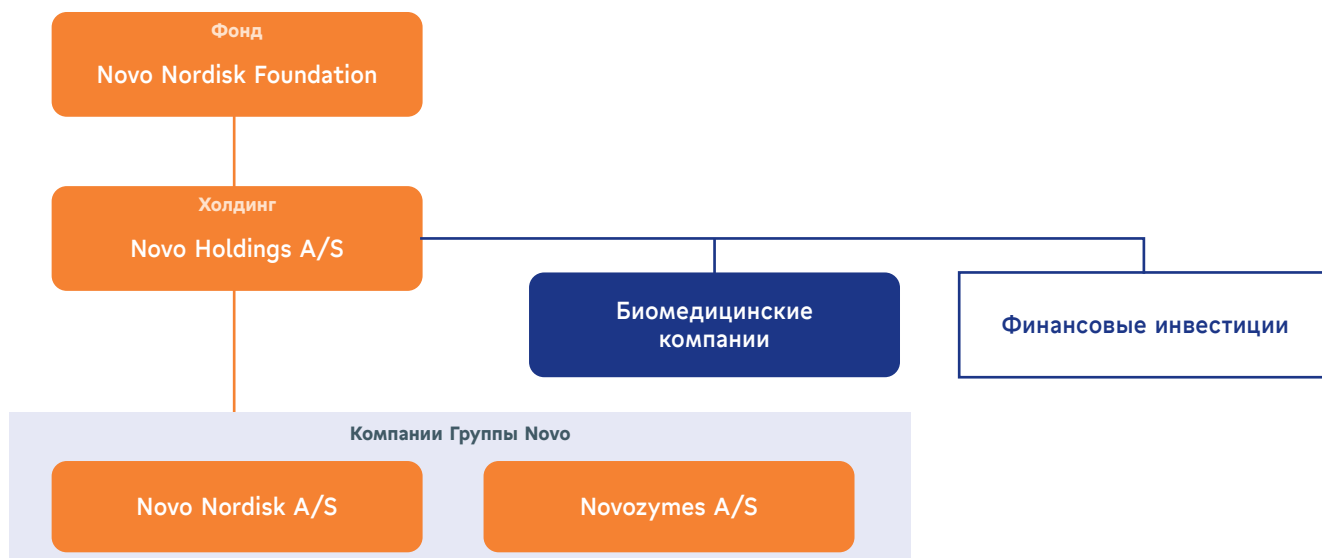 Фонд
Novo Nordisk Foundation
Холдинг
Novo Holdings A/S
Биомедицинские
компании
Финансовые инвестиции
Компании Группы Novo
Novo Nordisk A/S
Novozymes A/S